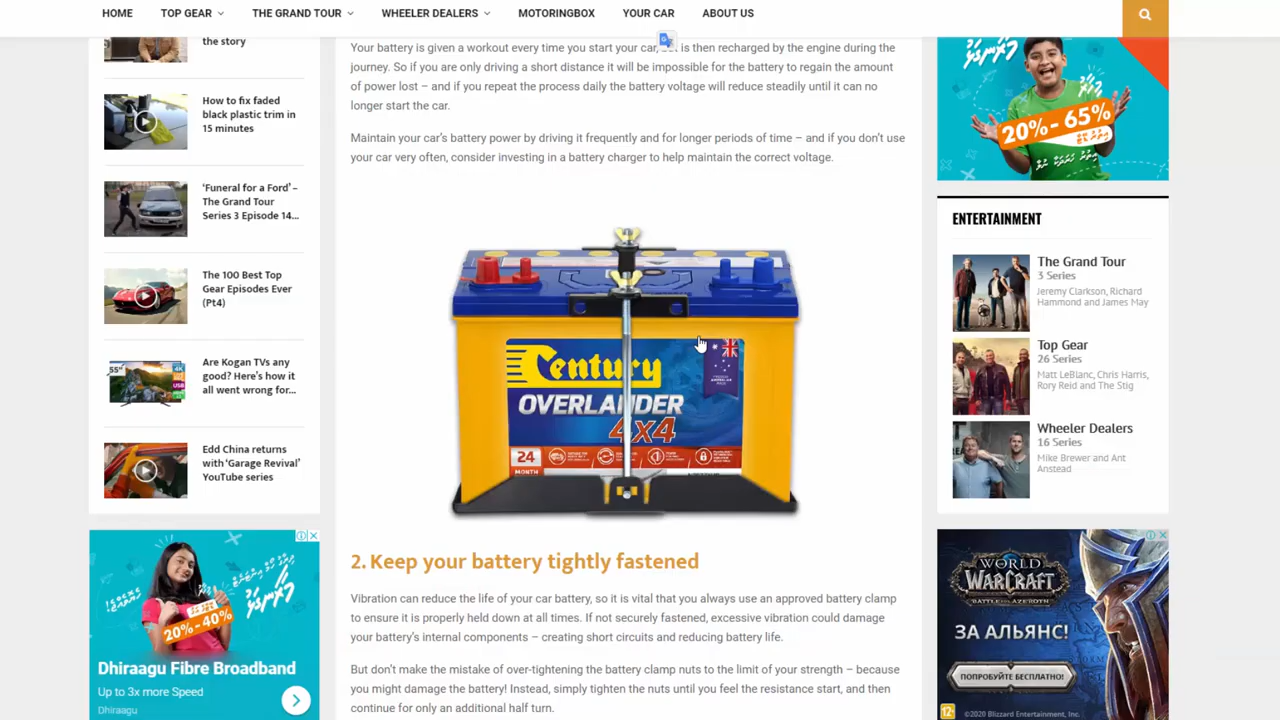 HOME
TOP GEAR
THE GRAND TOUR
WHEELER DEALERS
MOTORINGBOX
YOUR CAR
ABOUT US
the story
How to fix faded
black plastic trim in
15 minutes
‘Funeral for a Ford’ –
The Grand Tour
Series 3 Episode 14...
The 100 Best Top
Gear Episodes Ever
(Pt4)
55"
4K
USB
Are Kogan TVs any
good? Here’s how it
all went wrong for...
Edd China returns
with ‘Garage Revival’
YouTube series
20%-40%
Dhiraagu Fibre Broadband
Up to 3x more Speed
Dhiraagu
Your battery is given a workout every time you start your car, is then recharged by the engine during the
journey. So if you are only driving a short distance it will be impossible for the battery to regain the amount
of power lost – and if you repeat the process daily the battery voltage will reduce steadily until it can no
longer start the car.
Maintain your car’s battery power by driving it frequently and for longer periods of time – and if you don’t use
your car very often, consider investing in a battery charger to help maintain the correct voltage.
Century
OVERLANDER
4x4
24
MONTH
2. Keep your battery tightly fastened
Vibration can reduce the life of your car battery, so it is vital that you always use an approved battery clamp
to ensure it is properly held down at all times. If not securely fastened, excessive vibration could damage
your battery’s internal components – creating short circuits and reducing battery life.
But don’t make the mistake of over-tightening the battery clamp nuts to the limit of your strength – because
you might damage the battery! Instead, simply tighten the nuts until you feel the resistance start, and then
continue for only an additional half turn.
20%-65%
ENTERTAINMENT
The Grand Tour
3 Series
Jeremy Clarkson, Richard
Hammond and James May
Top Gear
26 Series
Matt LeBlanc, Chris Harris,
Rory Reid and The Stig
Wheeler Dealers
16 Series
Mike Brewer and Ant
Anstead
WORLD
WARCRAFT
BATTLE FOR AZEROTH
ЗА АЛЬЯНС!
ПОПРОБУЙТЕ БЕСПЛАТНО!
12+
©2020 Blizzard Entertainment, Inc.